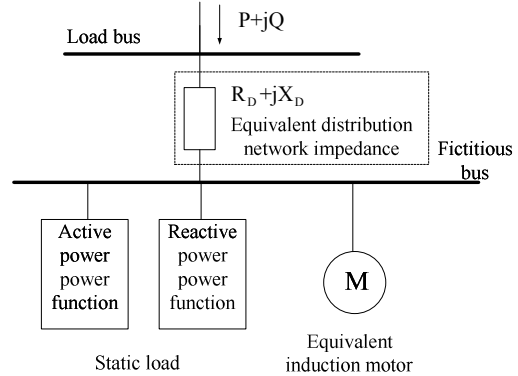 P+jQ
Load bus
R_D+jX_D
Equivalent distribution
network impedance
Fictitious
bus
Active
power
power
function
Reactive
power
power
function
M
Static load
Equivalent
induction motor